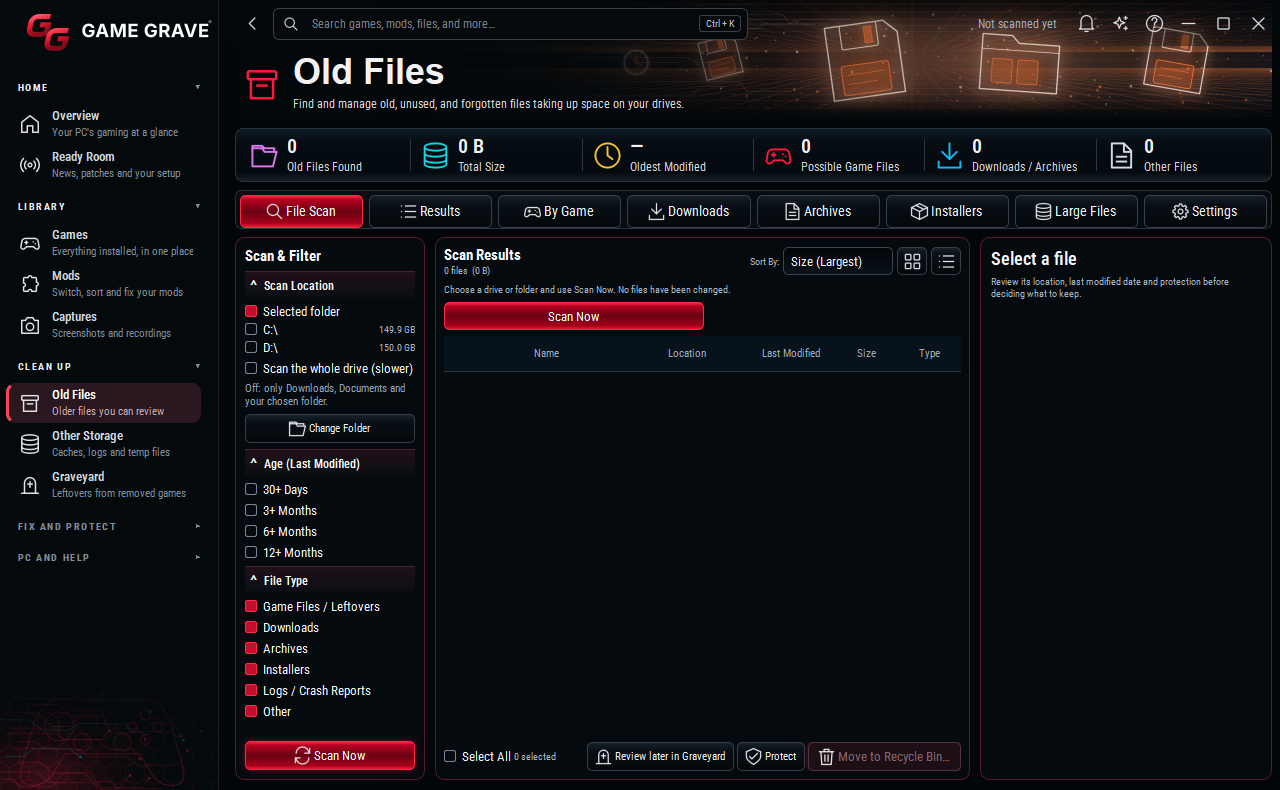 GAME GRAVE
Search games, mods, files, and more...
Ctrl + K
Not scanned yet
HOME
Overview
Your PC's gaming at a glance
Ready Room
News, patches and your setup
LIBRARY
Games
Everything installed, in one place
Mods
Switch, sort and fix your mods
Captures
Screenshots and recordings
CLEAN UP
Old Files
Older files you can review
Other Storage
Caches, logs and temp files
Graveyard
Leftovers from removed games
FIX AND PROTECT
PC AND HELP
Old Files
Find and manage old, unused, and forgotten files taking up space on your drives.
0
Old Files Found
0 B
Total Size
–
Oldest Modified
0
Possible Game Files
0
Downloads / Archives
0
Other Files
File Scan
Results
By Game
Downloads
Archives
Installers
Large Files
Settings
Scan & Filter
^ Scan Location
Selected folder
C:\ 149.9 GB
D:\ 150.0 GB
Scan the whole drive (slower)
Off: only Downloads, Documents and
your chosen folder.
Change Folder
^ Age (Last Modified)
30+ Days
3+ Months
6+ Months
12+ Months
^ File Type
Game Files / Leftovers
Downloads
Archives
Installers
Logs / Crash Reports
Other
Scan Now
Scan Results
0 files (0 B)
Sort By: Size (Largest)
Choose a drive or folder and use Scan Now. No files have been changed.
Scan Now
Name Location Last Modified Size Type
Select All 0 selected
Review later in Graveyard
Protect
Move to Recycle Bin...
Select a file
Review its location, last modified date and protection before
deciding what to keep.